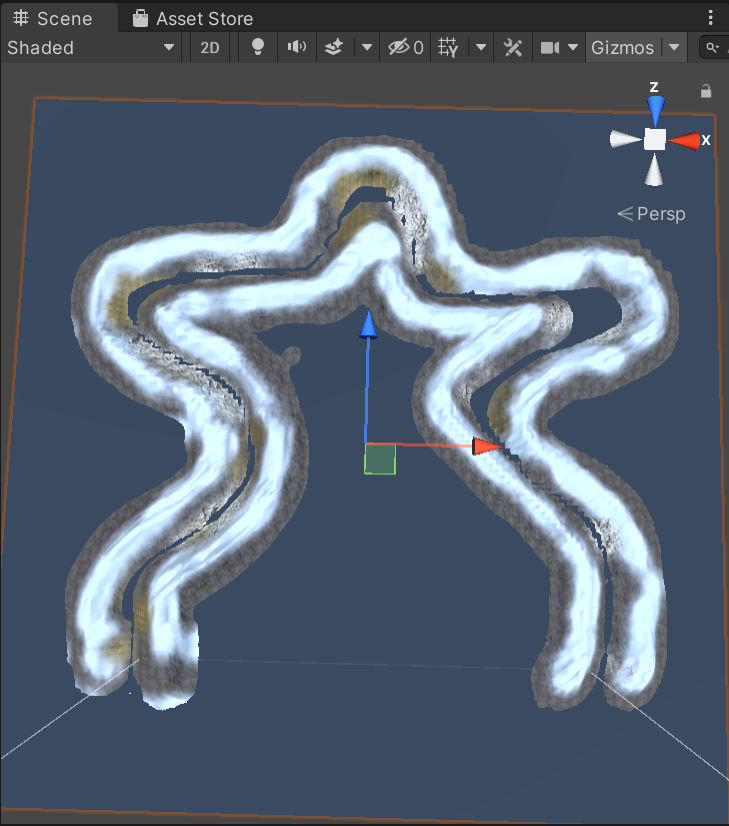 Scene Asset Store
Shaded 2D 0 Gizmos
z
x
Persp